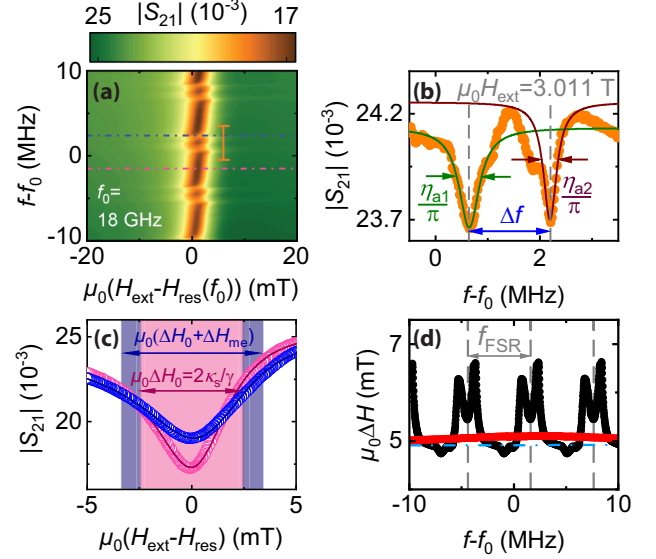 |S21| (10-3)
25 17
(a)
10
0
-10
f-f0 (MHz)
f0=
18 GHz
-20 0 20
μ0(Hext-Hres(f0)) (mT)
(b)
μ0Hext=3.011 T
24.2
23.7
|S21| (10-3)
ηa1/π
ηa2/π
Δf
0 2
f-f0 (MHz)
(c)
μ0(ΔH0+ΔHme)
μ0ΔH0=2κs/γ
25
20
|S21| (10-3)
-5 0 5
μ0(Hext-Hres) (mT)
(d)
fFSR
7
5
μ0ΔH (mT)
-10 0 10
f-f0 (MHz)